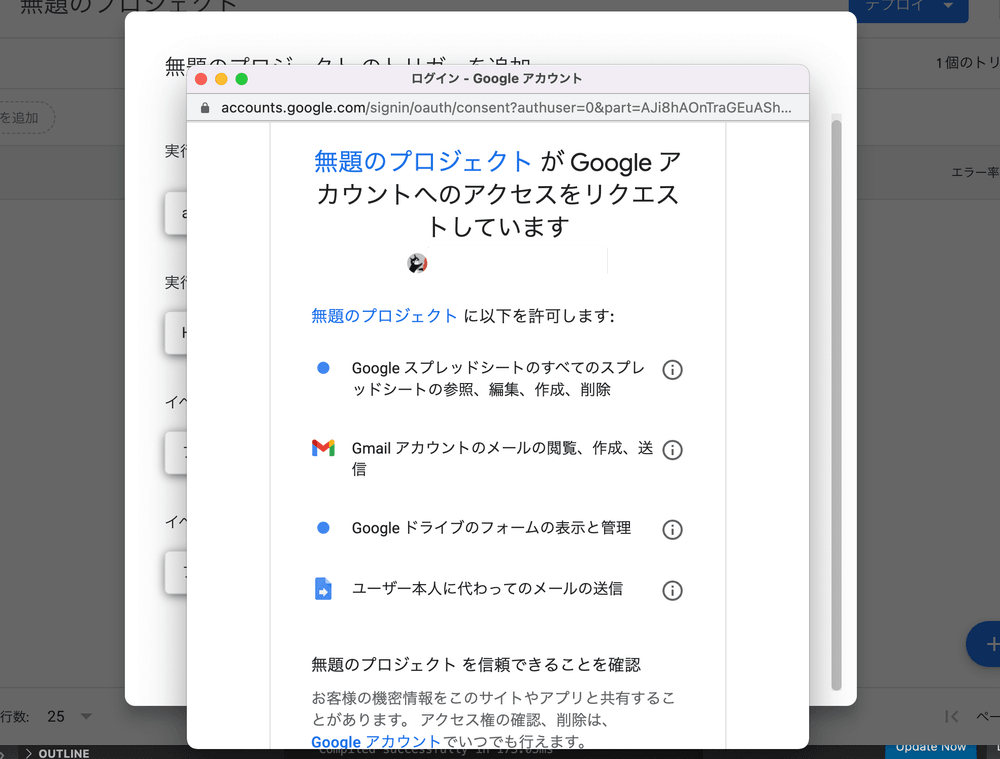 無題のプロジェクト
デプロイ
無題のプロジェクト のトリガーを追加
1個のトリ
ログイン - Google アカウント
accounts.google.com/signin/oauth/consent?authuser=0&part=AJi8hAOnTraGEuASh...
を追加
実行
エラー率
無題のプロジェクト が Google ア
カウントへのアクセスをリクエス
トしています
実行
無題のプロジェクト に以下を許可します:
Google スプレッドシートのすべてのスプレ
ッドシートの参照、編集、作成、削除
イベ
Gmail アカウントのメールの閲覧、作成、送
信
イベ
Google ドライブのフォームの表示と管理
ユーザー本人に代わってのメールの送信
無題のプロジェクト を信頼できることを確認
お客様の機密情報をこのサイトやアプリと共有するこ
とがあります。 アクセス権の確認、削除は、
Google アカウントでいつでも行えます。
行数: 25
ペー
OUTLINE
Compiled successfully in 175.03ms
Update Now